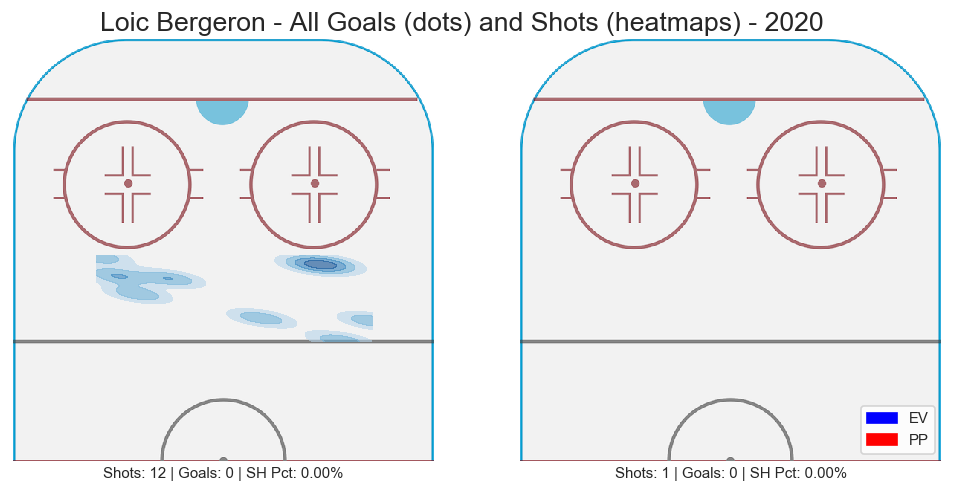 Loic Bergeron - All Goals (dots) and Shots (heatmaps) - 2020
EV
PP
Shots: 12 | Goals: 0 | SH Pct: 0.00%
Shots: 1 | Goals: 0 | SH Pct: 0.00%